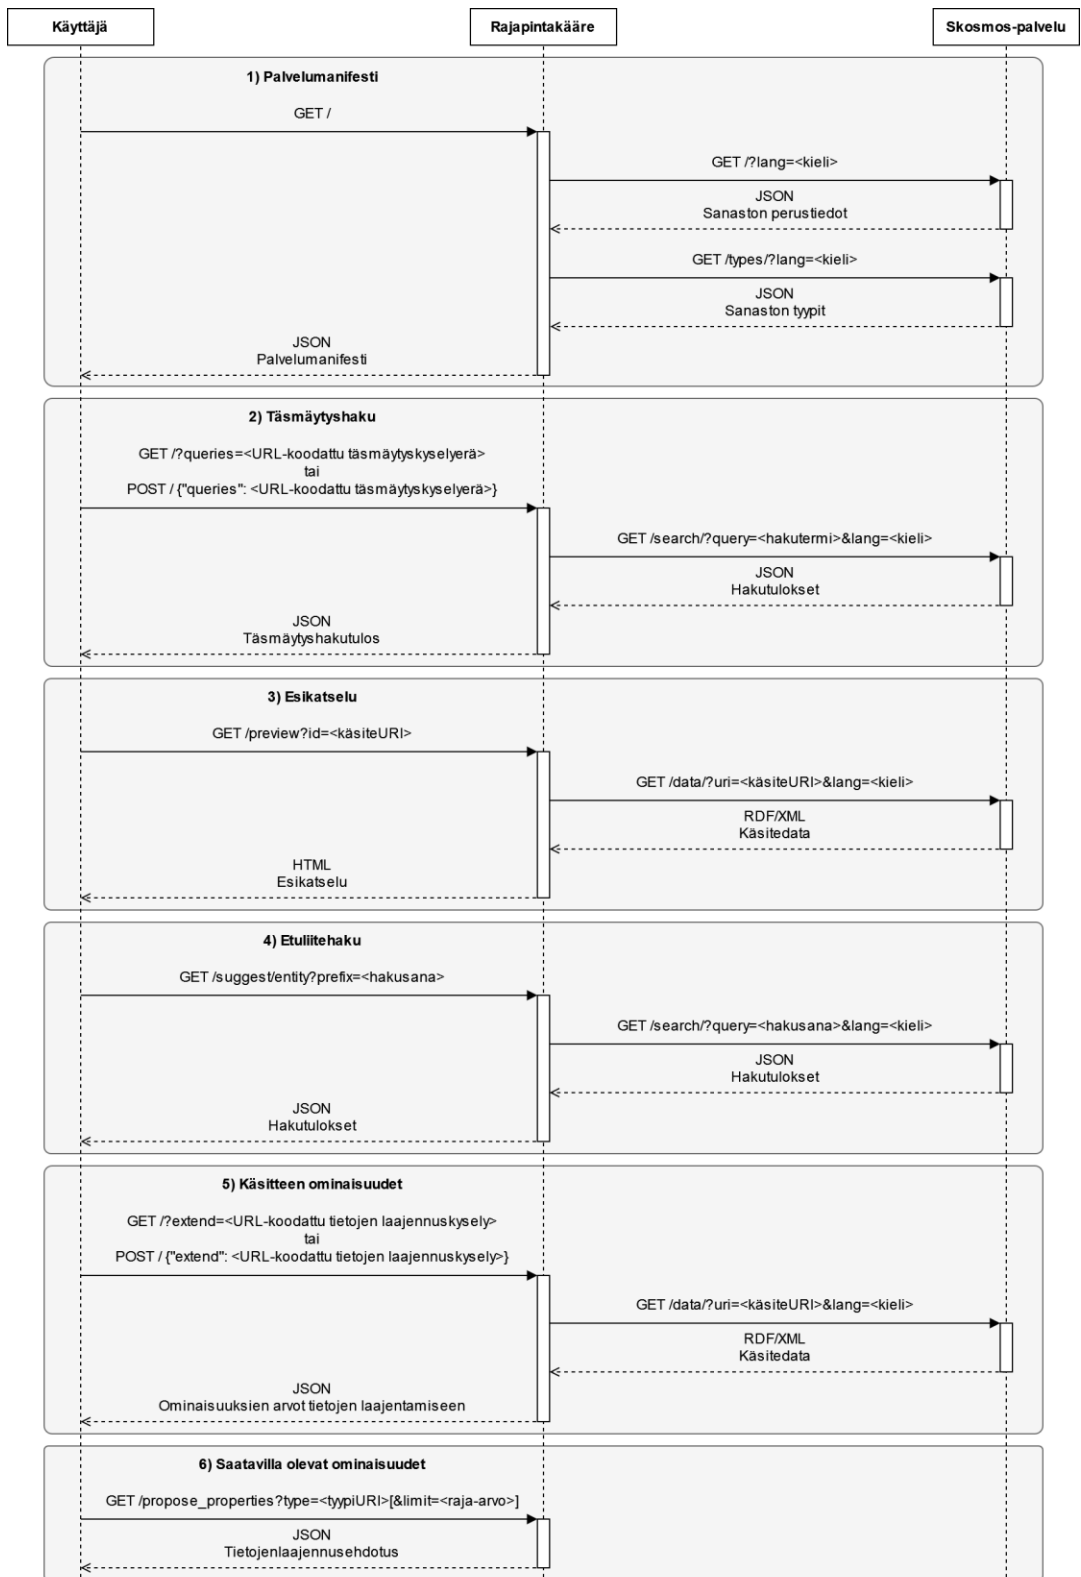 Käyttäjä
Rajapintakääre
Skosmos-palvelu
1) Palvelumanifesti
GET /
GET /?lang=<kieli>
JSON
Sanaston perustiedot
GET /types/?lang=<kieli>
JSON
Sanaston tyypit
JSON
Palvelumanifesti
2) Täsmäytyshaku
GET /?queries=<URL-koodattu täsmäytyskyselyerä>
tai
POST / {"queries": <URL-koodattu täsmäytyskyselyerä>}
GET /search/?query=<hakutermi>&lang=<kieli>
JSON
Hakutulokset
JSON
Täsmäytyshakutulos
3) Esikatselu
GET /preview?id=<käsiteURI>
GET /data/?uri=<käsiteURI>&lang=<kieli>
RDF/XML
Käsitedata
HTML
Esikatselu
4) Etuliitehaku
GET /suggest/entity?prefix=<hakusana>
GET /search/?query=<hakusana>&lang=<kieli>
JSON
Hakutulokset
JSON
Hakutulokset
5) Käsitteen ominaisuudet
GET /?extend=<URL-koodattu tietojen laajennuskysely>
tai
POST / {"extend": <URL-koodattu tietojen laajennuskysely>}
GET /data/?uri=<käsiteURI>&lang=<kieli>
RDF/XML
Käsitedata
JSON
Ominaisuuksien arvot tietojen laajentamiseen
6) Saatavilla olevat ominaisuudet
GET /propose_properties?type=<tyypiURI>[&limit=<raja-arvo>]
JSON
Tietojenlaajennusehdotus